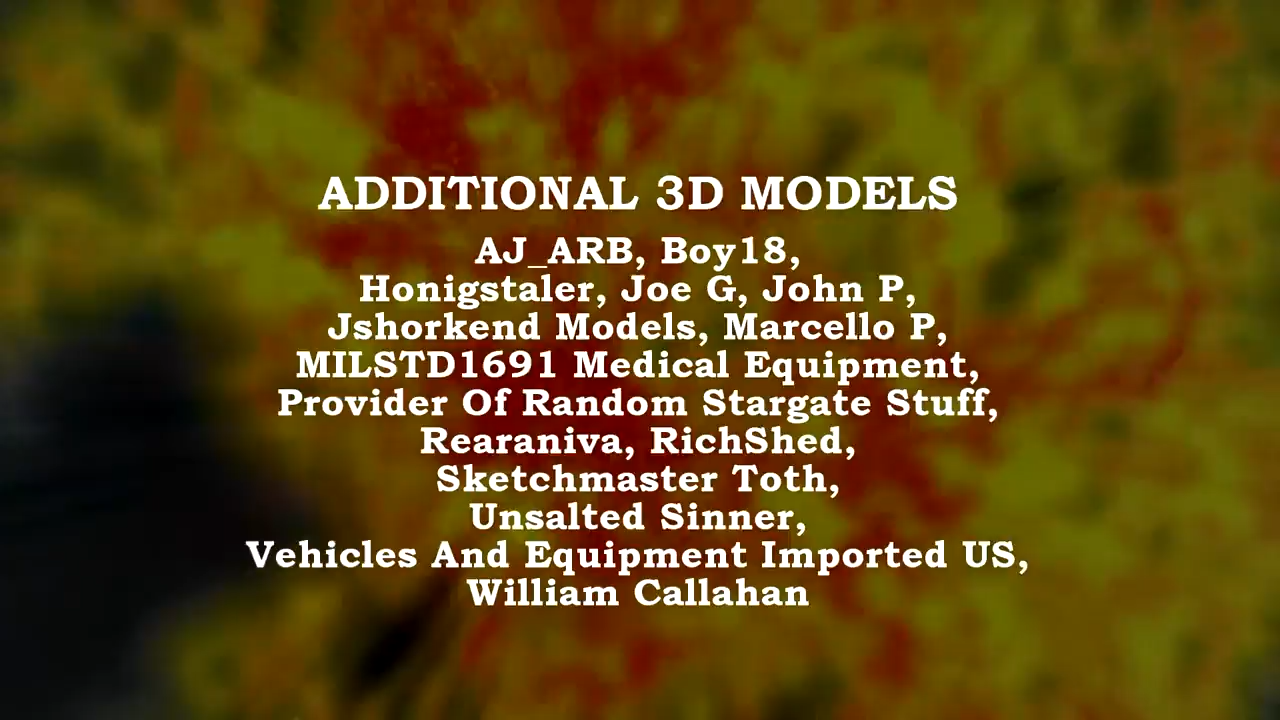 ADDITIONAL 3D MODELS
AJ_ARB, Boy18,
Honigstaler, Joe G, John P,
Jshorkend Models, Marcello P,
MILSTD1691 Medical Equipment,
Provider Of Random Stargate Stuff,
Rearaniva, RichShed,
Sketchmaster Toth,
Unsalted Sinner,
Vehicles And Equipment Imported US,
William Callahan